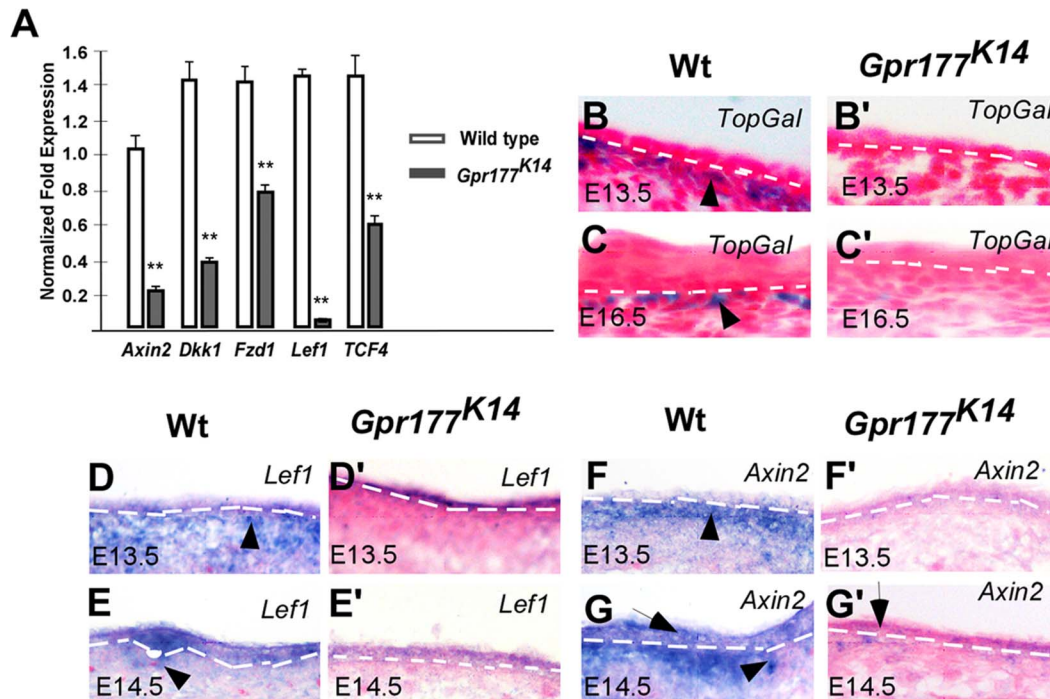 A
1.6
1.4
1.0
0.8
0.6
0.4
0.2
Normalized Fold Expression
** ** ** ** **
Axin2 Dkk1 Fzd1 Lef1 TCF4
Wild type
Gpr177K14
Wt Gpr177K14
B TopGal E13.5
B' TopGal E13.5
C TopGal E16.5
C' TopGal E16.5
Wt Gpr177K14 Wt Gpr177K14
D Lef1 E13.5
D' Lef1 E13.5
F Axin2 E13.5
F' Axin2 E13.5
E Lef1 E14.5
E' Lef1 E14.5
G Axin2 E14.5
G' Axin2 E14.5